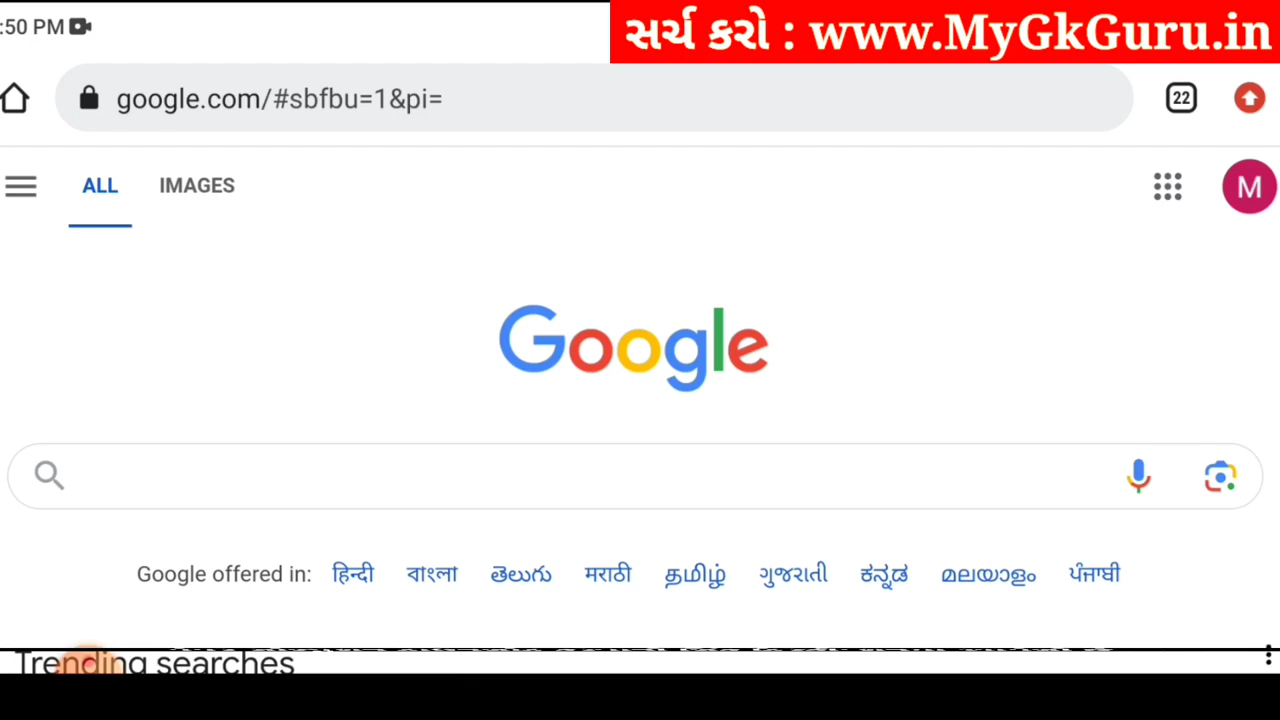 :50 PM
સર્ચ કરો : www.MyGkGuru.in
google.com/#sbfbu=1&pi=
22
ALL IMAGES
M
Google
Google offered in: हिन्दी বাংলা తెలుగు मराठी தமிழ் ગુજરાતી ಕನ್ನಡ മലയാളം ਪੰਜਾਬੀ
Trending searches